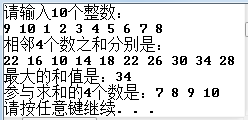 请输入10个整数:
9 10 1 2 3 4 5 6 7 8
相邻4个数之和分别是:
22 16 10 14 18 22 26 30 34 28
最大的和值是:34
参与求和的4个数是:7 8 9 10
请按任意键继续. . .